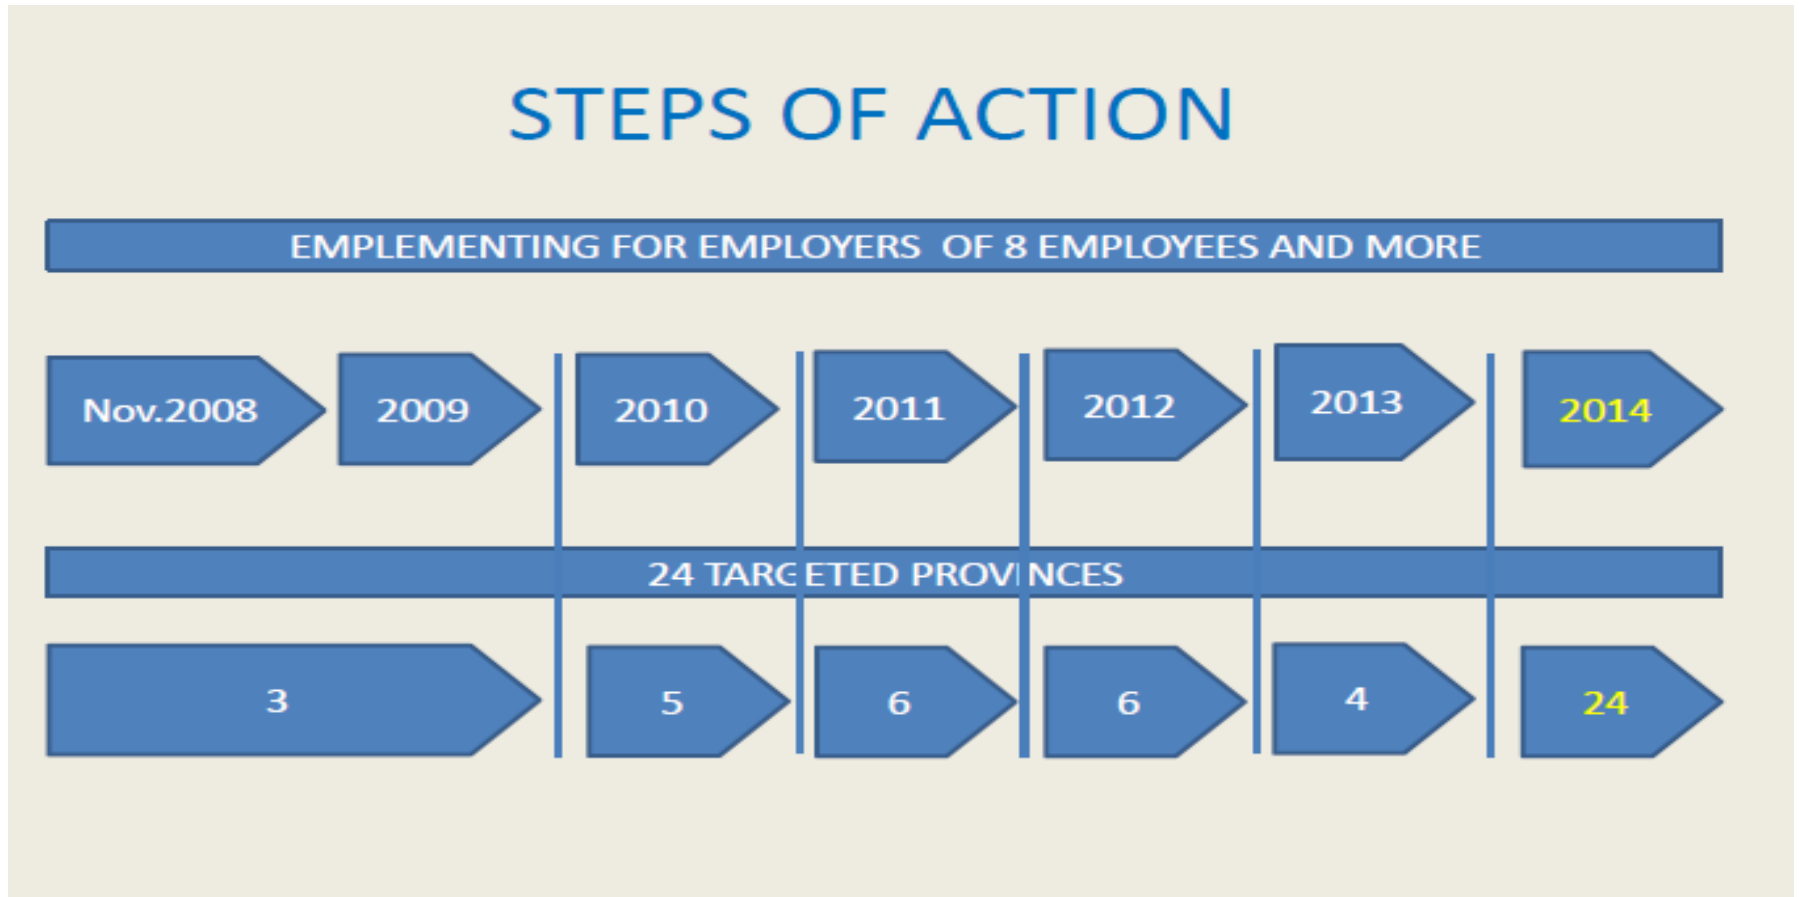 STEPS OF ACTION
EMPLEMENTING FOR EMPLOYERS OF 8 EMPLOYEES AND MORE
Nov.2008 2009 2010 2011 2012 2013 2014
24 TARGETED PROVINCES
3 5 6 6 4 24